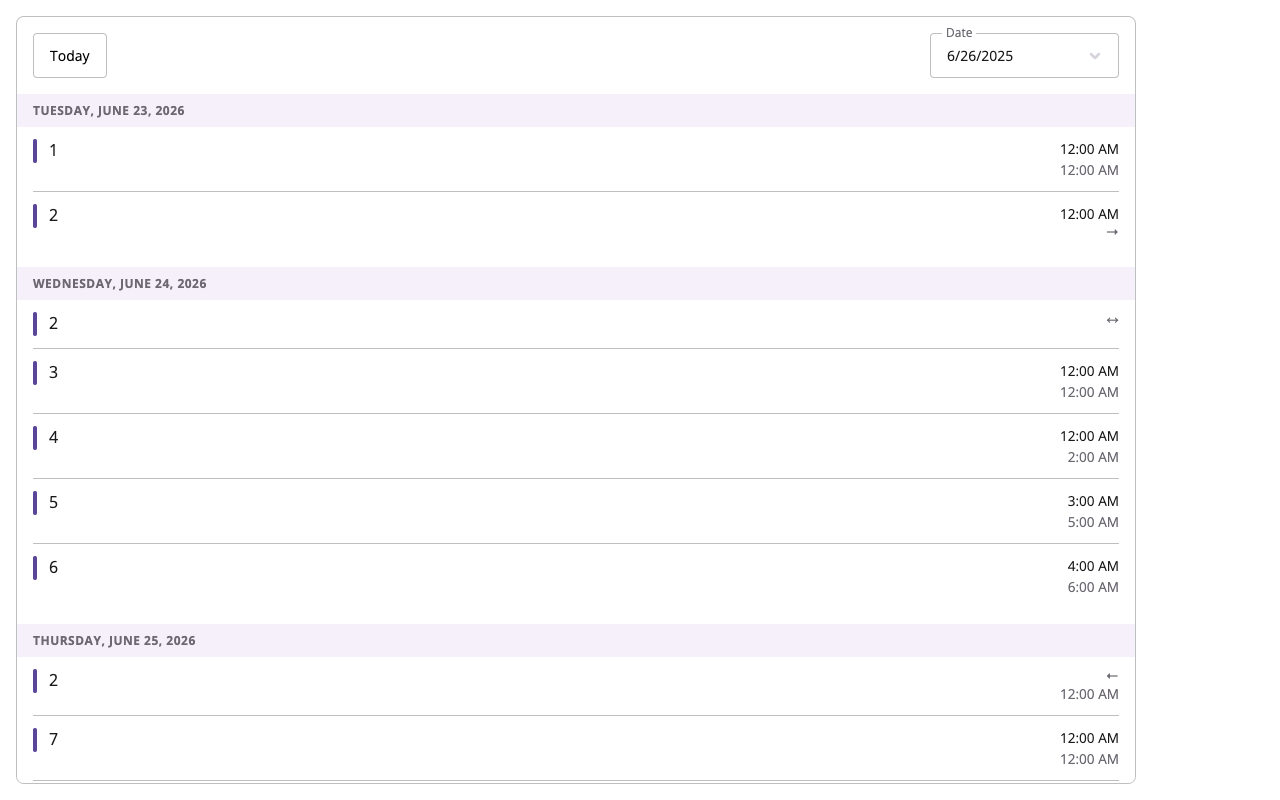 Today
Date
6/26/2025
TUESDAY, JUNE 23, 2026
1
12:00 AM
12:00 AM
2
12:00 AM
→
WEDNESDAY, JUNE 24, 2026
2
↔
3
12:00 AM
12:00 AM
4
12:00 AM
2:00 AM
5
3:00 AM
5:00 AM
6
4:00 AM
6:00 AM
THURSDAY, JUNE 25, 2026
2
←
12:00 AM
7
12:00 AM
12:00 AM